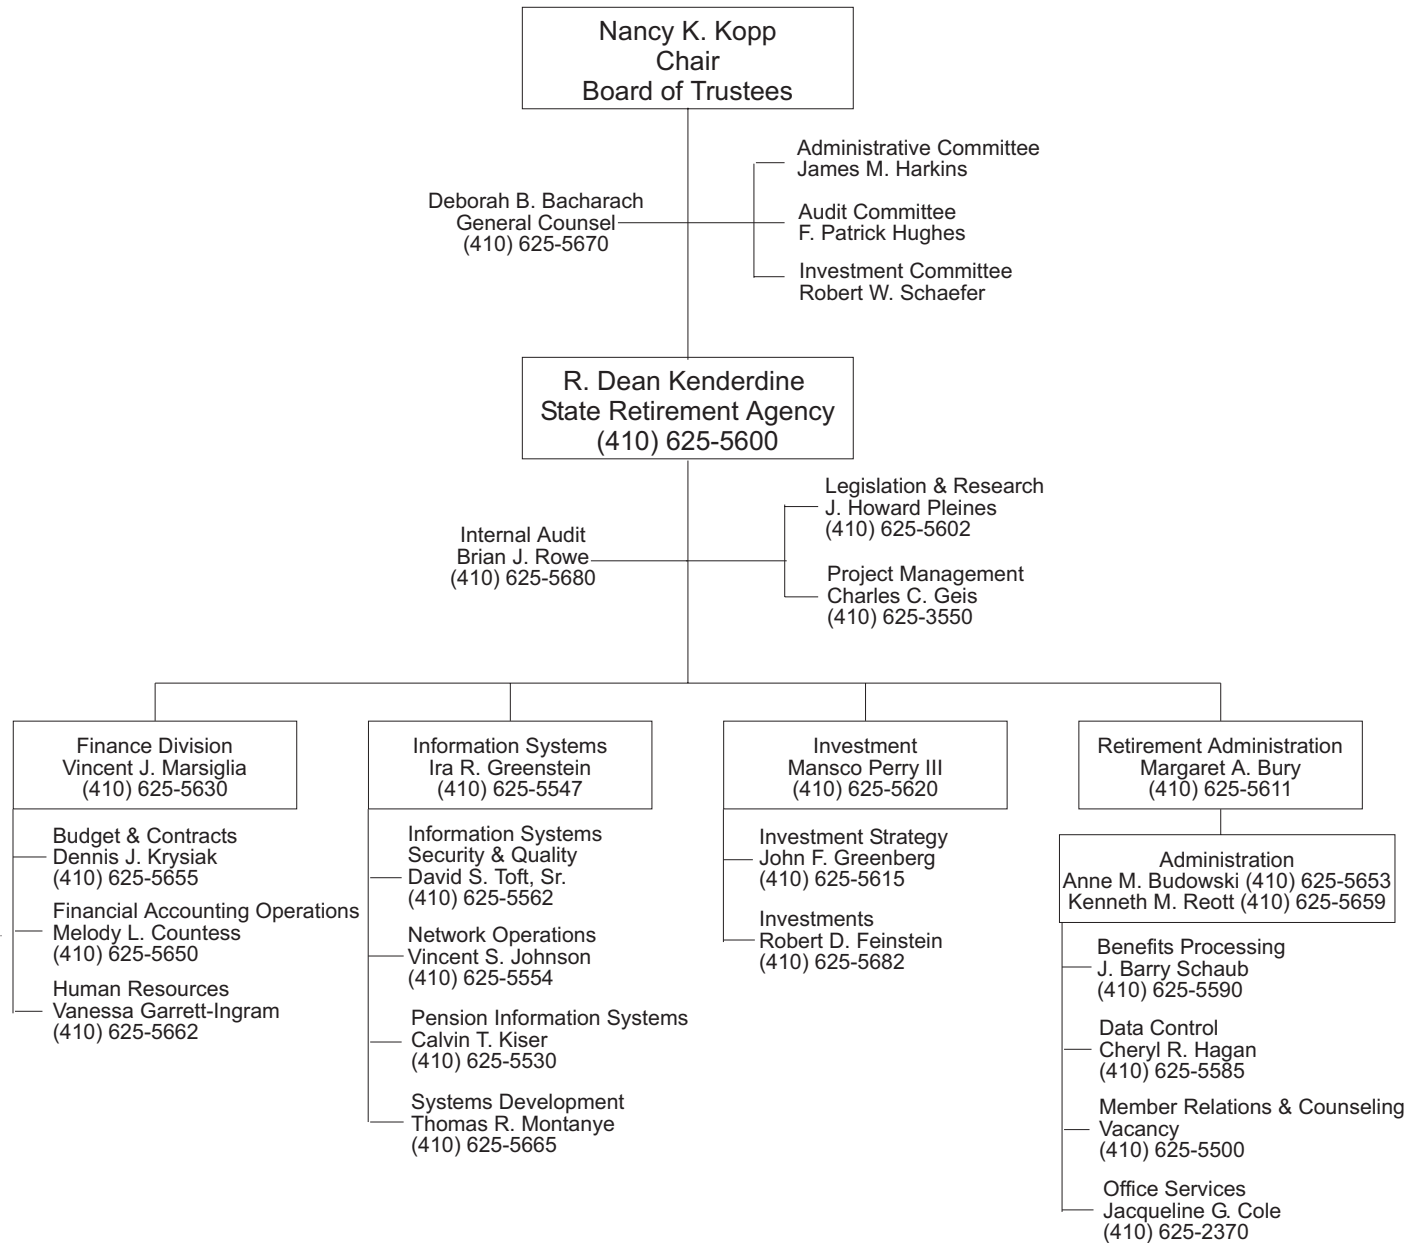 Nancy K. Kopp
Chair
Board of Trustees
Administrative Committee
James M. Harkins
Deborah B. Bacharach
General Counsel
(410) 625-5670
Audit Committee
F. Patrick Hughes
Investment Committee
Robert W. Schaefer
R. Dean Kenderdine
State Retirement Agency
(410) 625-5600
Legislation & Research
J. Howard Pleines
(410) 625-5602
Internal Audit
Brian J. Rowe
(410) 625-5680
Project Management
Charles C. Geis
(410) 625-3550
Finance Division
Vincent J. Marsiglia
(410) 625-5630
Budget & Contracts
Dennis J. Krysiak
(410) 625-5655
Financial Accounting Operations
Melody L. Countess
(410) 625-5650
Human Resources
Vanessa Garrett-Ingram
(410) 625-5662
Information Systems
Ira R. Greenstein
(410) 625-5547
Information Systems
Security & Quality
David S. Toft, Sr.
(410) 625-5562
Network Operations
Vincent S. Johnson
(410) 625-5554
Pension Information Systems
Calvin T. Kiser
(410) 625-5530
Systems Development
Thomas R. Montanye
(410) 625-5665
Investment
Mansco Perry III
(410) 625-5620
Investment Strategy
John F. Greenberg
(410) 625-5615
Investments
Robert D. Feinstein
(410) 625-5682
Retirement Administration
Margaret A. Bury
(410) 625-5611
Administration
Anne M. Budowski (410) 625-5653
Kenneth M. Reott (410) 625-5659
Benefits Processing
J. Barry Schaub
(410) 625-5590
Data Control
Cheryl R. Hagan
(410) 625-5585
Member Relations & Counseling
Vacancy
(410) 625-5500
Office Services
Jacqueline G. Cole
(410) 625-2370